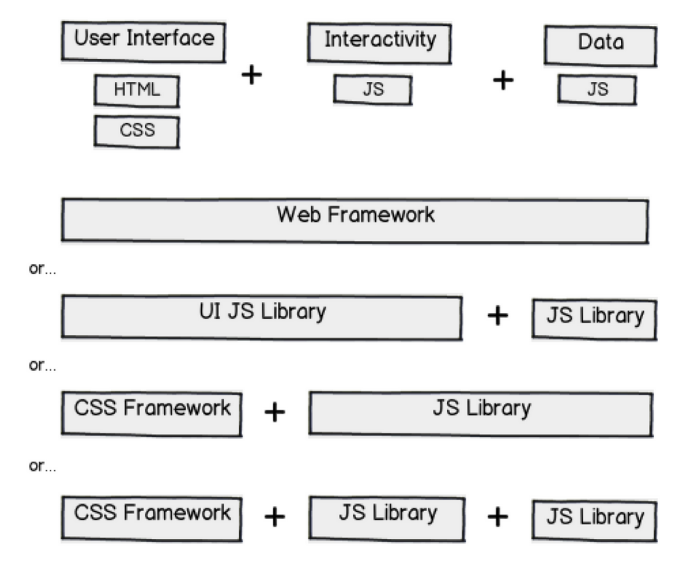 User Interface + Interactivity + Data
HTML JS JS
CSS
Web Framework
or...
UI JS Library + JS Library
or...
CSS Framework + JS Library
or...
CSS Framework + JS Library + JS Library